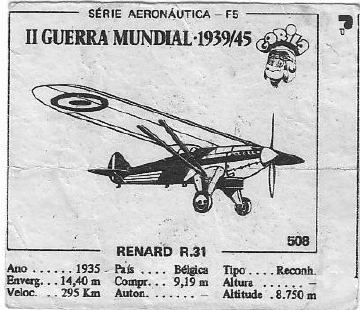 SÉRIE AERONÁUTICA – F5
II GUERRA MUNDIAL·1939/45
GORILA
RENARD R.31
508
Ano ...... 1935 País .... Bélgica Tipo .... Reconh.
Enverg... 14,40 m Compr... 9,19 m Altura ..... –
Veloc. 295 Km Auton...... – Altitude . 8.750 m